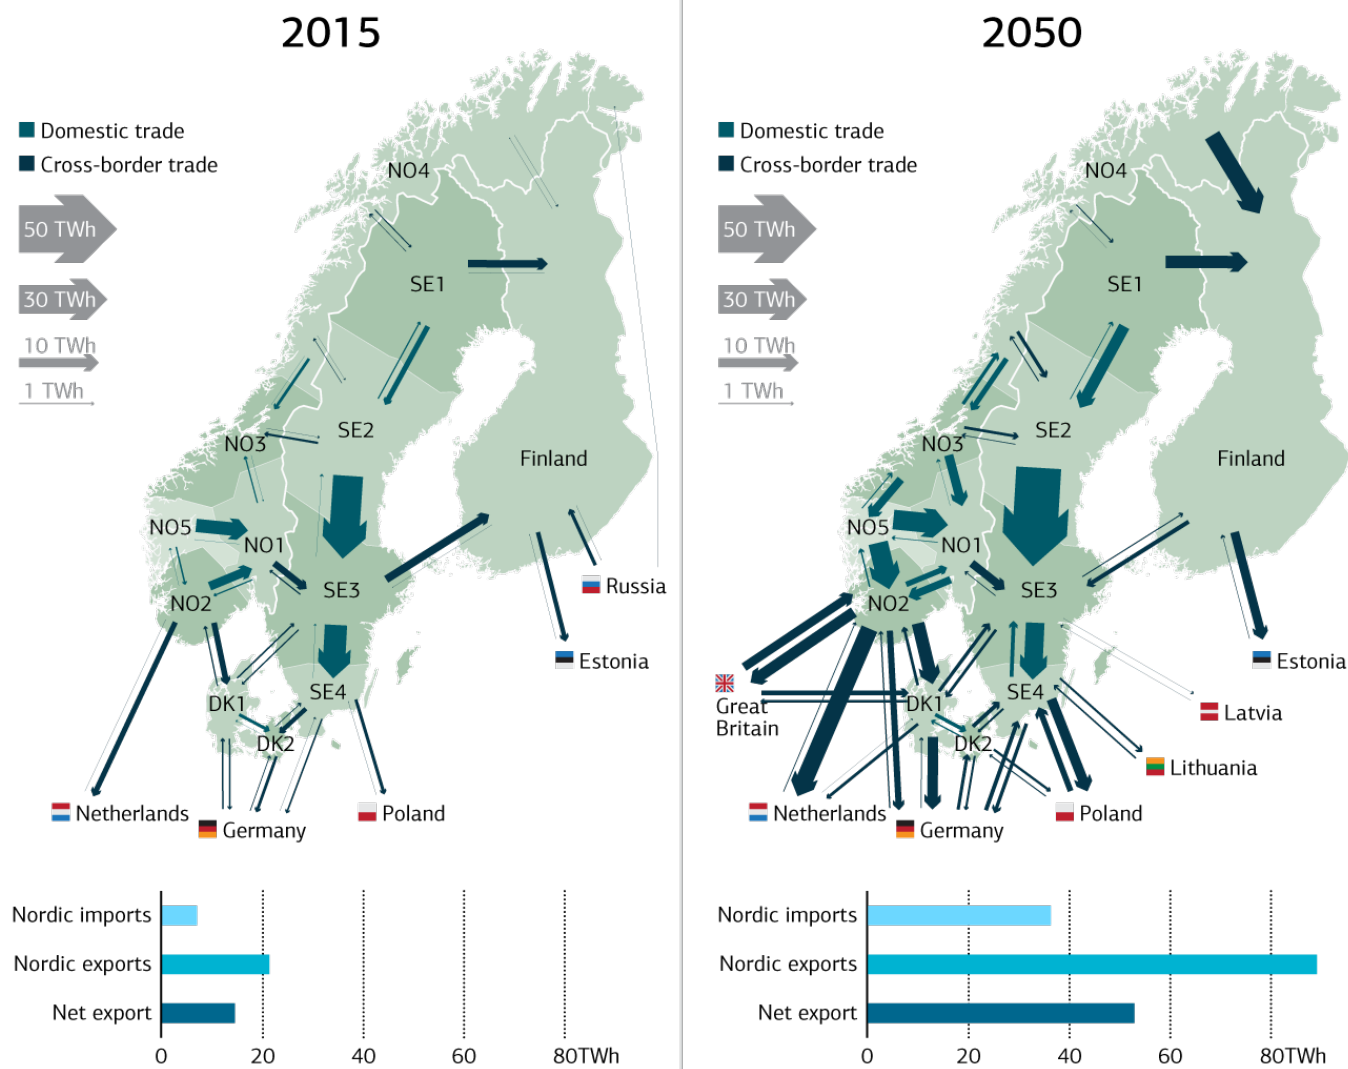 2015
Domestic trade
Cross-border trade
50 TWh
30 TWh
10 TWh
1 TWh
NO4
SE1
SE2
NO3
Finland
NO5
NO1
SE3
NO2
Russia
Estonia
SE4
DK1
DK2
Netherlands
Germany
Poland
Nordic imports
Nordic exports
Net export
0 20 40 60 80TWh
2050
Domestic trade
Cross-border trade
50 TWh
30 TWh
10 TWh
1 TWh
NO4
SE1
SE2
NO3
Finland
NO5
NO1
SE3
NO2
Estonia
SE4
Great
Britain
DK1
Latvia
DK2
Lithuania
Netherlands
Germany
Poland
Nordic imports
Nordic exports
Net export
0 20 40 60 80TWh